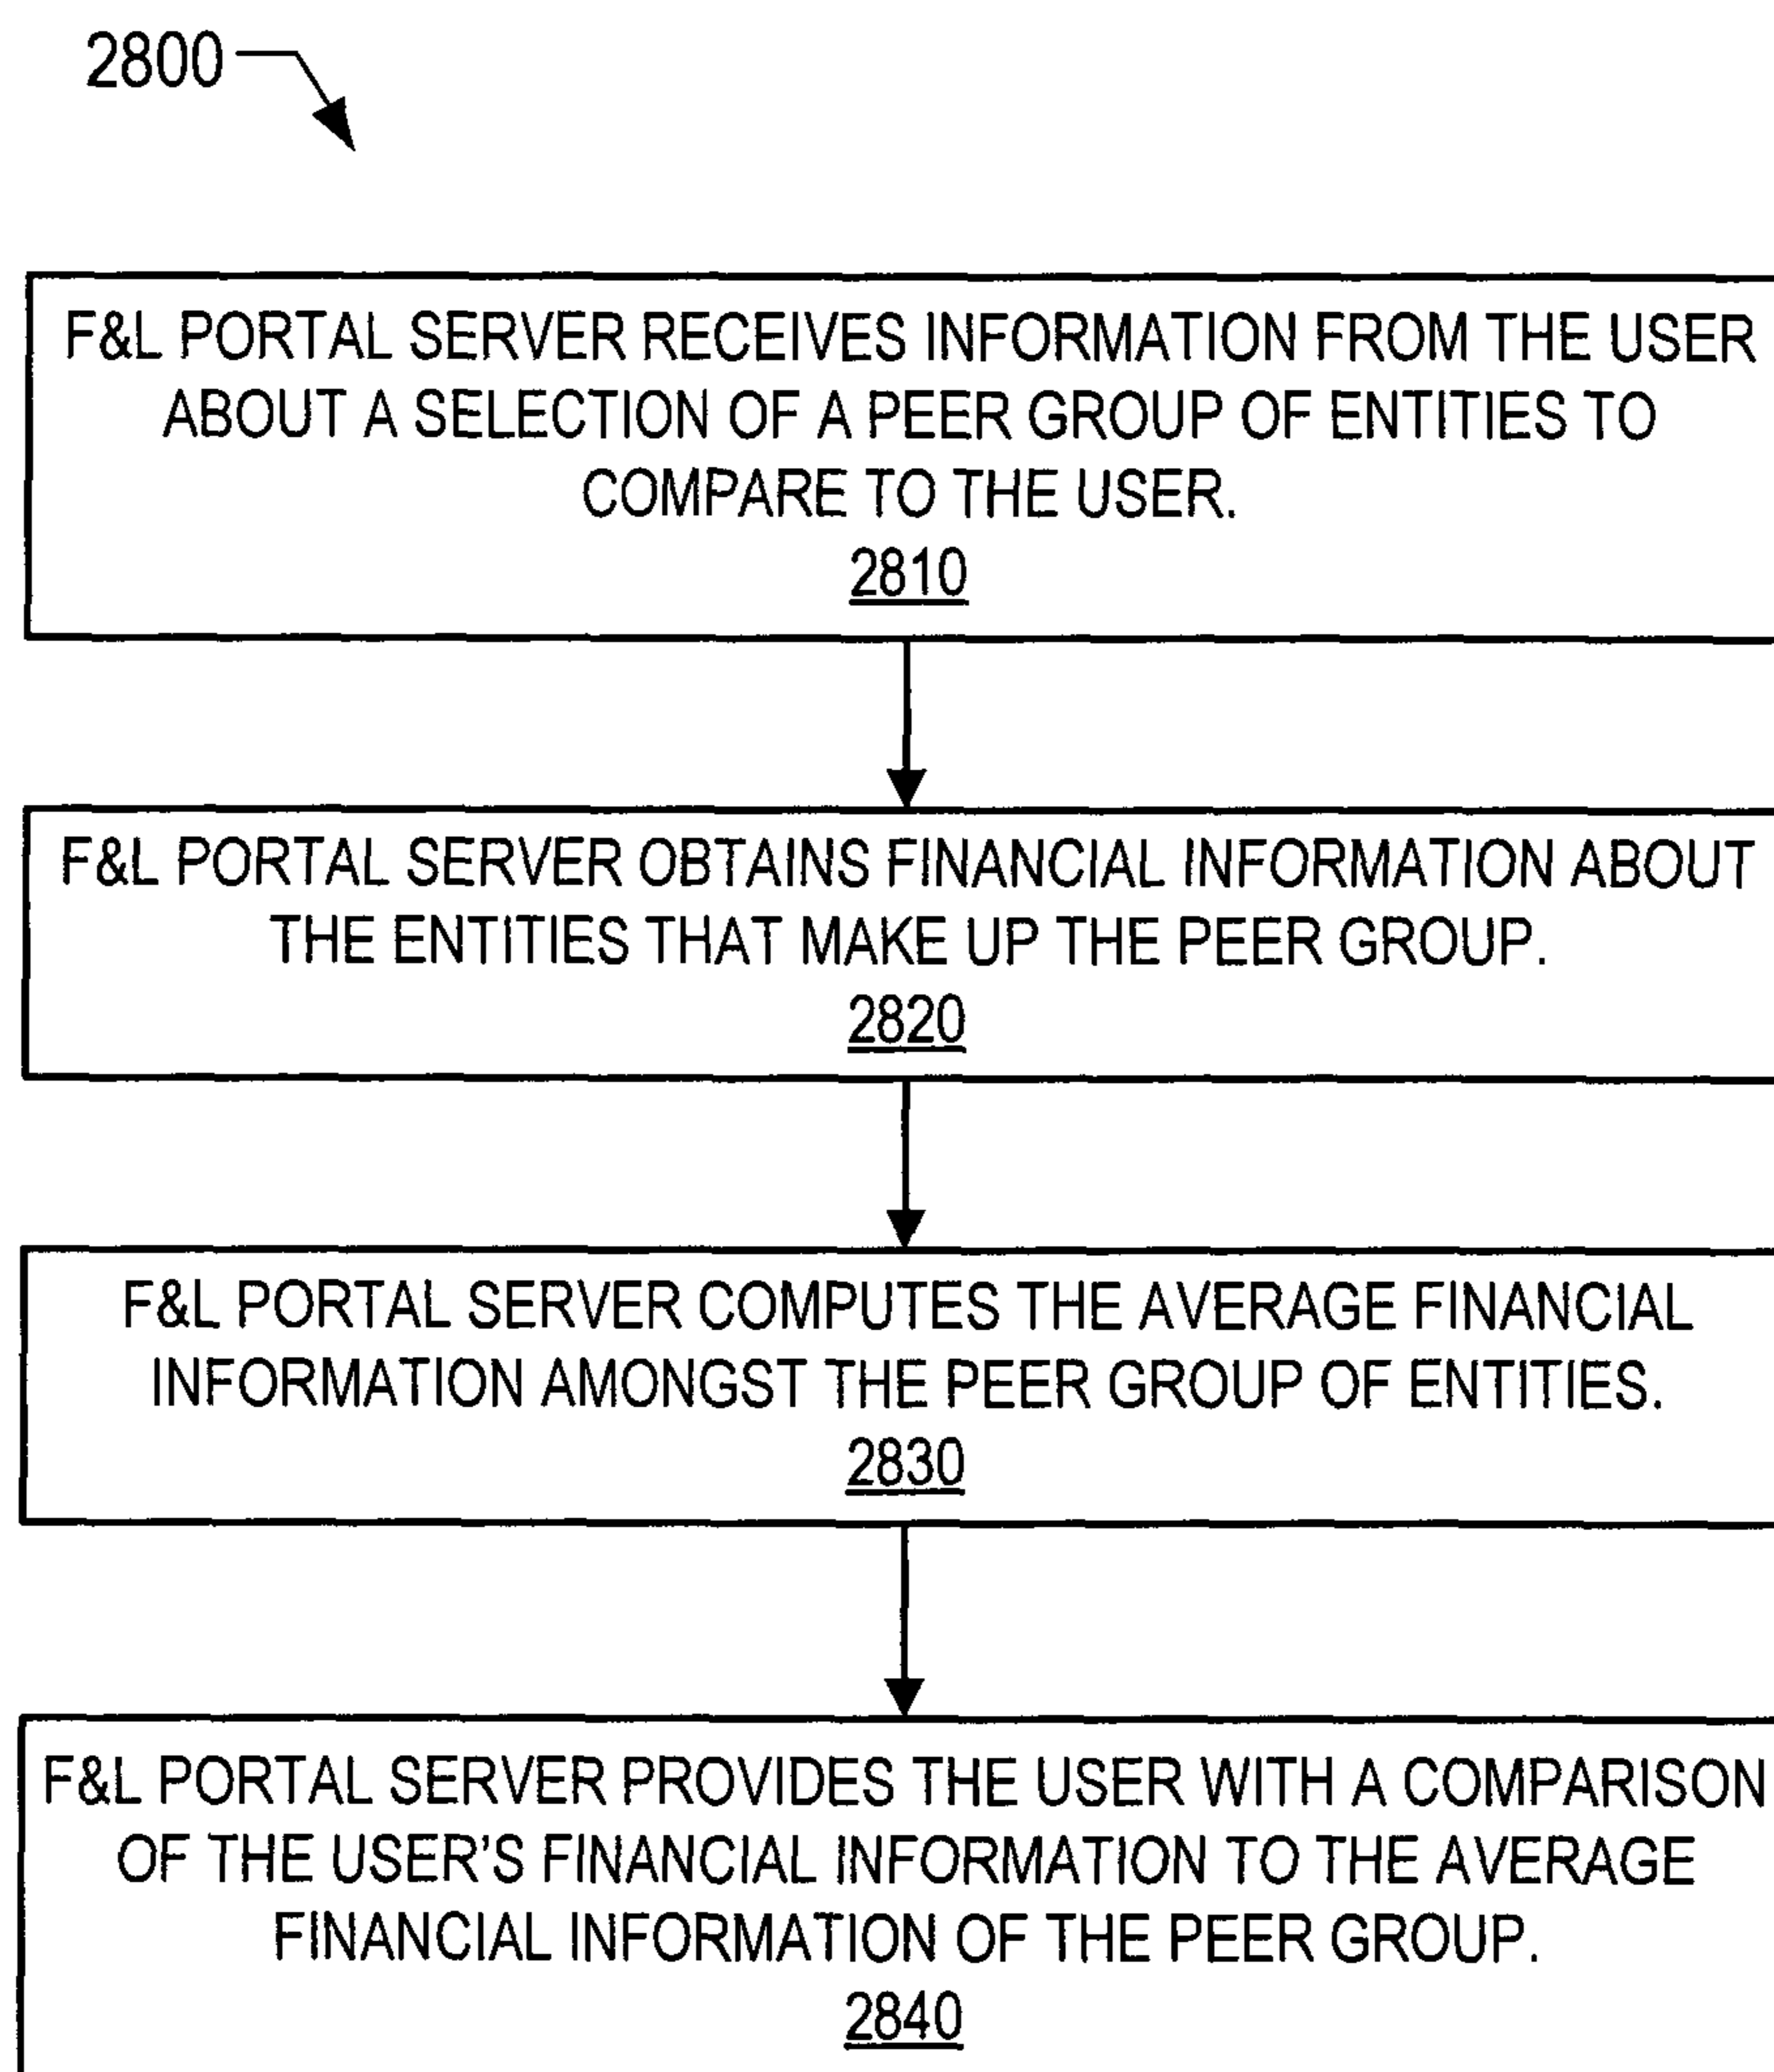 2800
F&L PORTAL SERVER RECEIVES INFORMATION FROM THE USER
ABOUT A SELECTION OF A PEER GROUP OF ENTITIES TO
COMPARE TO THE USER.
2810
F&L PORTAL SERVER OBTAINS FINANCIAL INFORMATION ABOUT
THE ENTITIES THAT MAKE UP THE PEER GROUP.
2820
F&L PORTAL SERVER COMPUTES THE AVERAGE FINANCIAL
INFORMATION AMONGST THE PEER GROUP OF ENTITIES.
2830
F&L PORTAL SERVER PROVIDES THE USER WITH A COMPARISON
OF THE USER'S FINANCIAL INFORMATION TO THE AVERAGE
FINANCIAL INFORMATION OF THE PEER GROUP.
2840